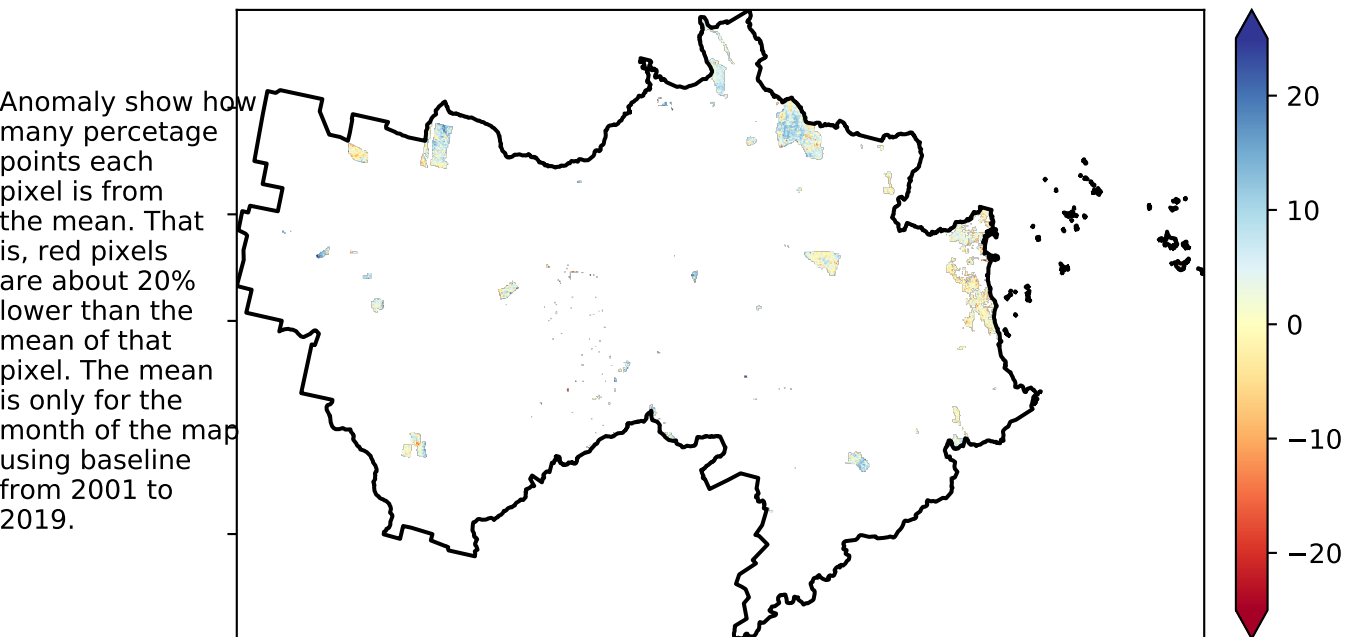 Anomaly show how
many percetage
points each
pixel is from
the mean. That
is, red pixels
are about 20%
lower than the
mean of that
pixel. The mean
is only for the
month of the map
using baseline
from 2001 to
2019.
20
10
0
−10
−20